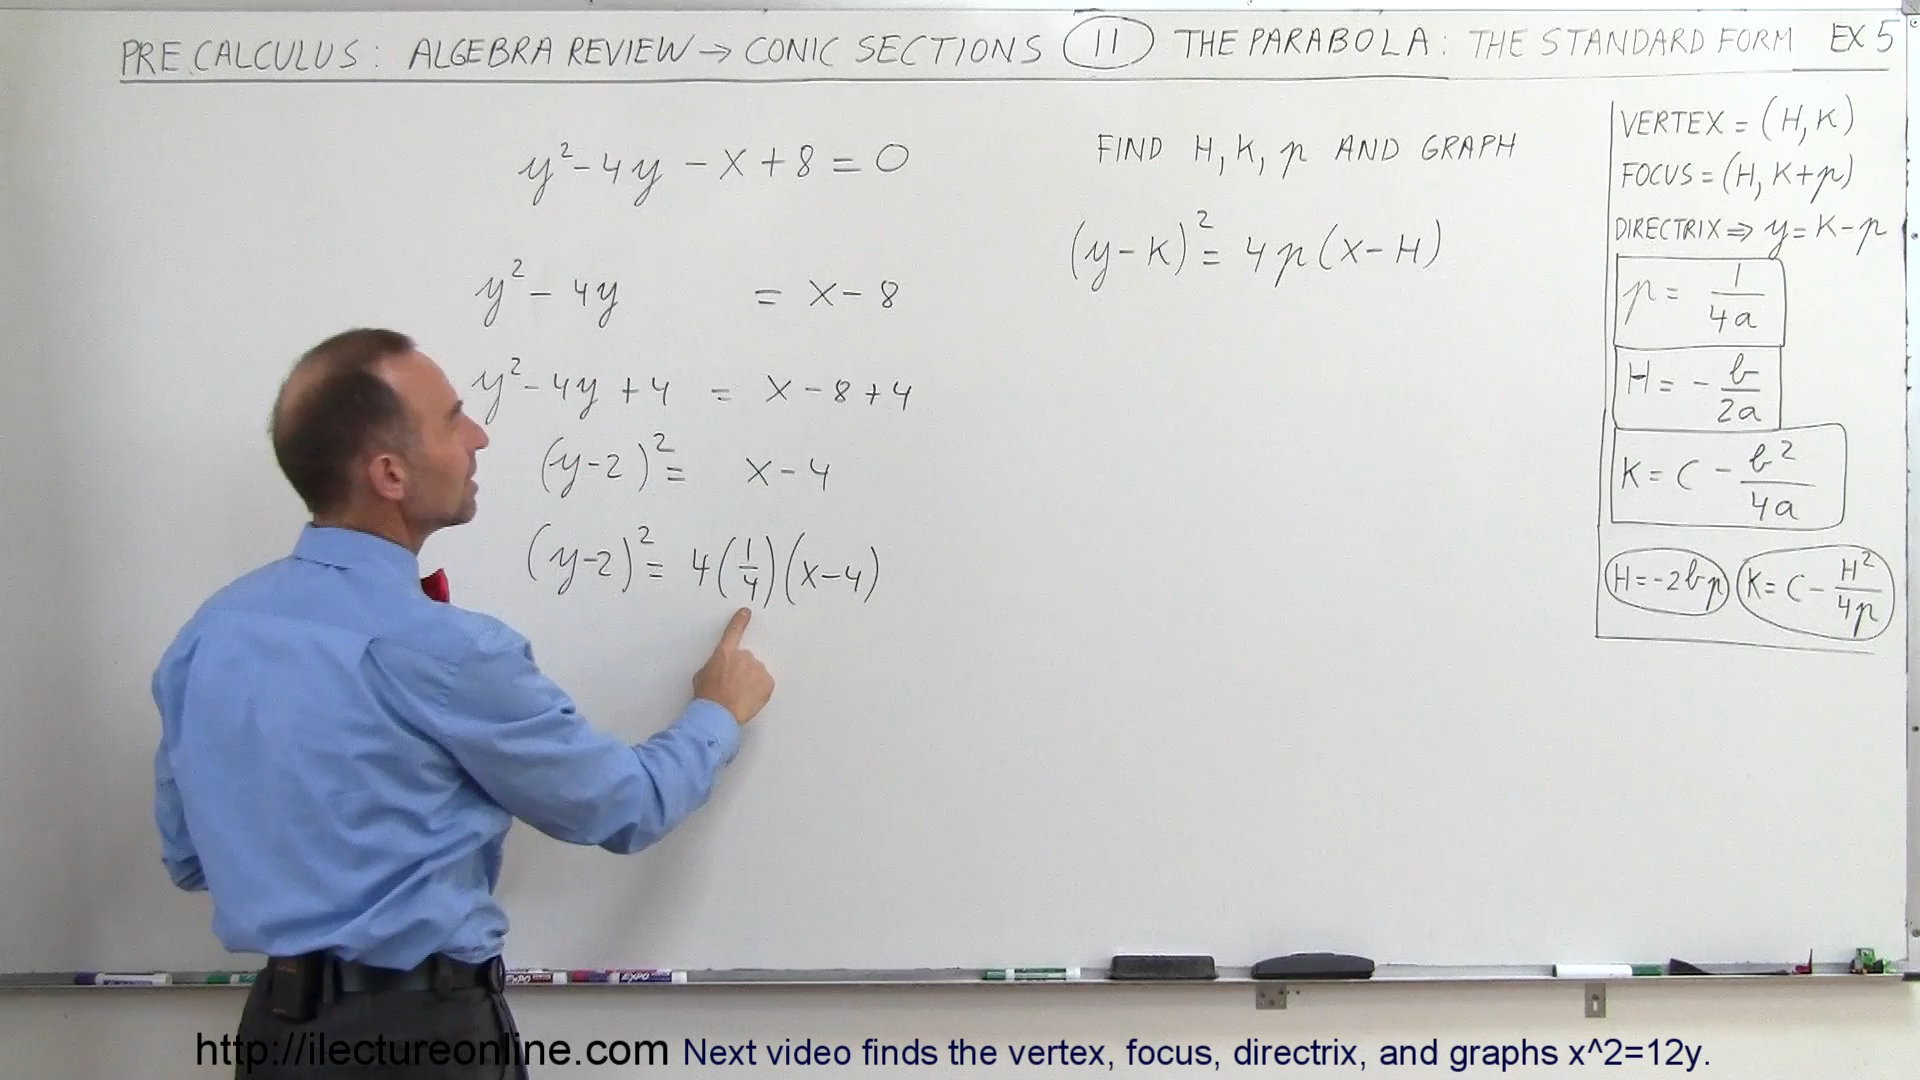 PRE CALCULUS: ALGEBRA REVIEW → CONIC SECTIONS 11 THE PARABOLA: THE STANDARD FORM EX 5
y² - 4y - x + 8 = 0
y² - 4y = x - 8
y² - 4y + 4 = x - 8 + 4
(y-2)² = x - 4
(y-2)² = 4(1/4)(x-4)
FIND H, K, p AND GRAPH
(y-K)² = 4p(x-H)
VERTEX = (H, K)
FOCUS = (H, K+p)
DIRECTRIX ⇒ y = K - p
p = 1/4a
H = - b/2a
K = C - b²/4a
H = -2bp K = C - H²/4p
EXPO
http://ilectureonline.com Next video finds the vertex, focus, directrix, and graphs x^2=12y.